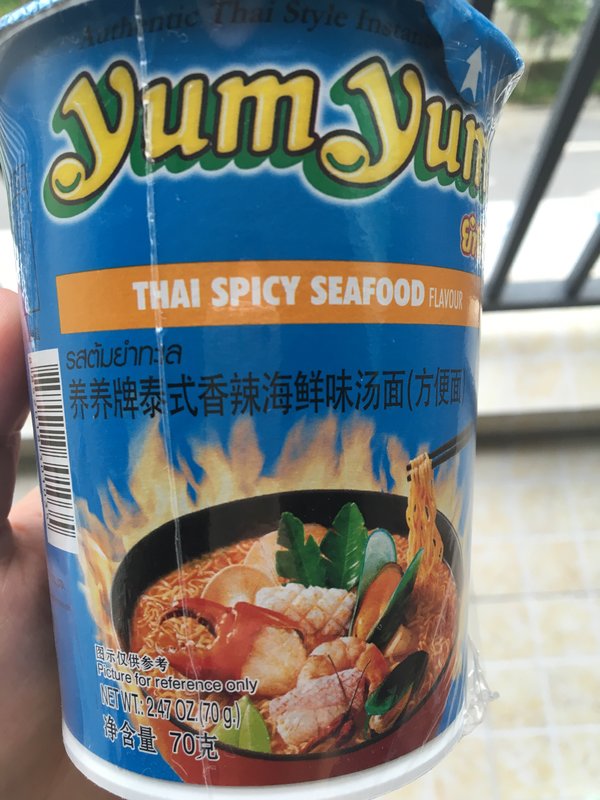 Authentic Thai Style Instant
yum yum
THAI SPICY SEAFOOD FLAVOUR
รสต้มยำทะเล
养养牌泰式香辣海鲜味汤面(方便面)
图示仅供参考
Picture for reference only
NET WT.: 2.47 OZ.(70 g.)
净含量 70克